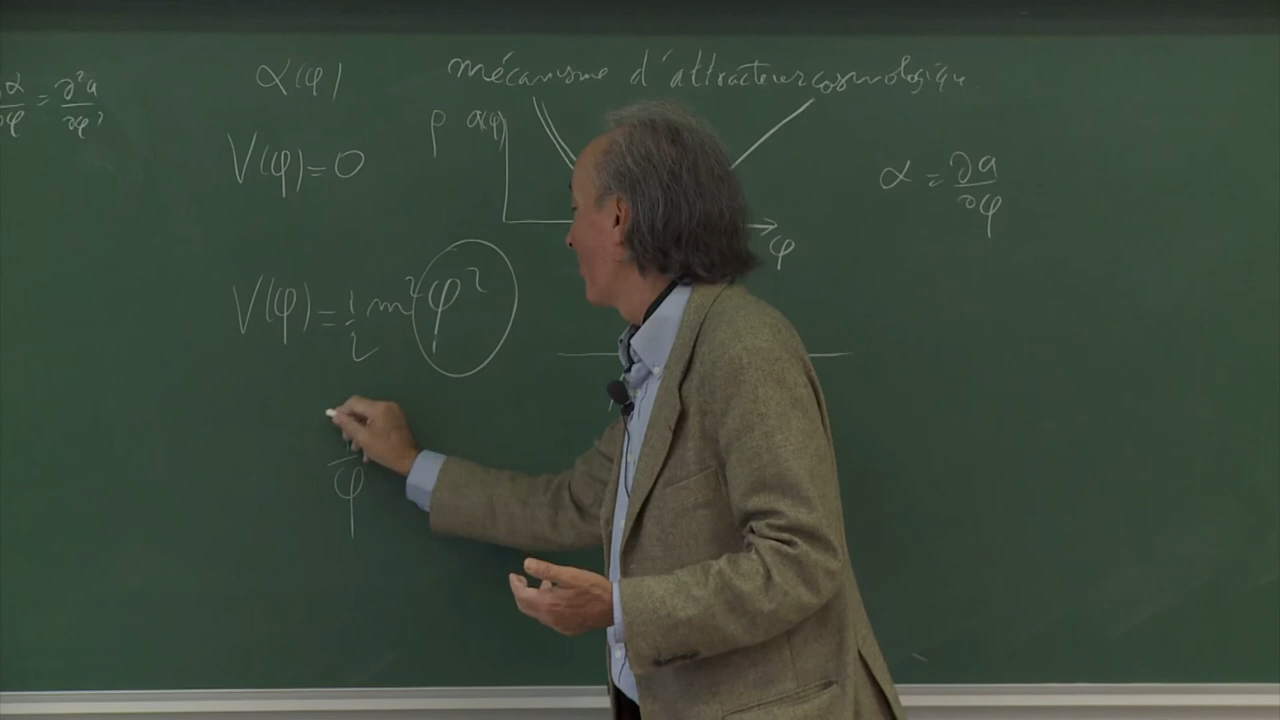 ∂α/∂φ = ∂²a/∂φ²
α(φ)
mécanisme d'attracteur cosmologique
ρ a(φ)
V(φ) = 0
α = ∂a/∂φ
φ
V(φ) = 1/2 m² φ²
φ